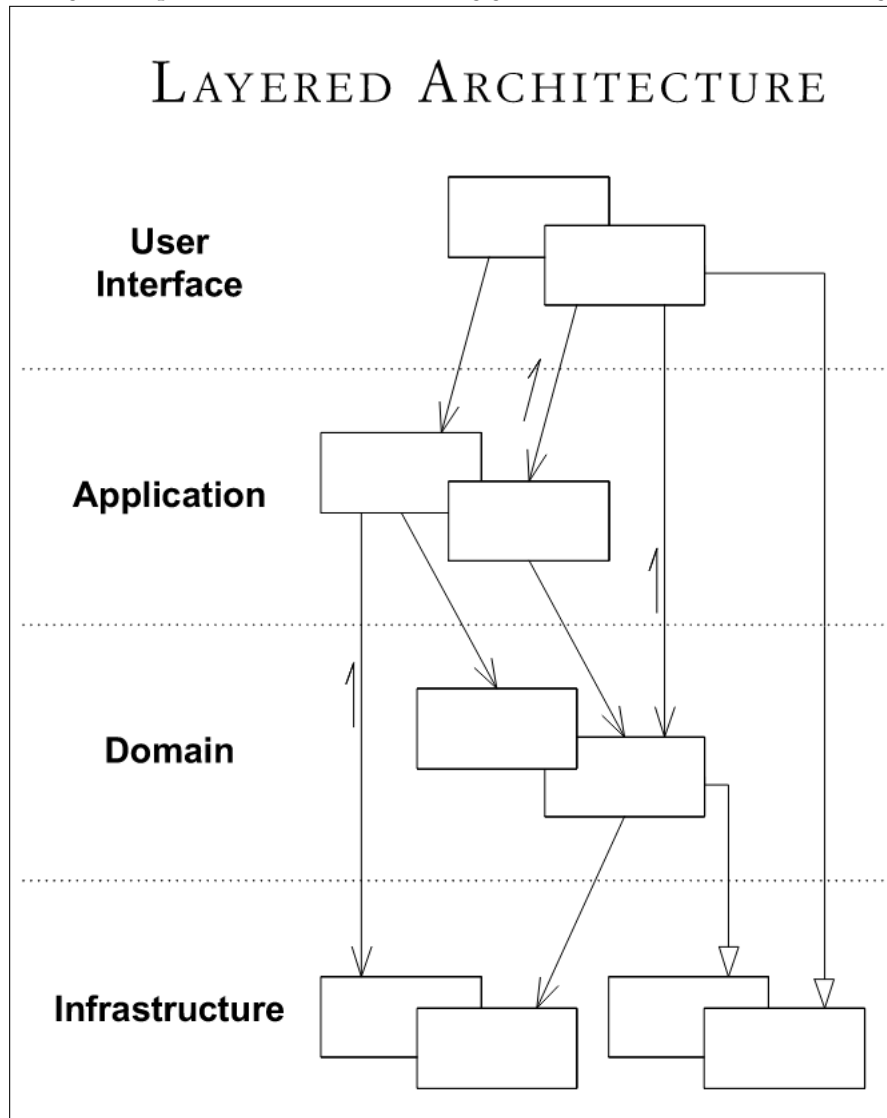 LAYERED ARCHITECTURE
User
Interface
Application
Domain
Infrastructure